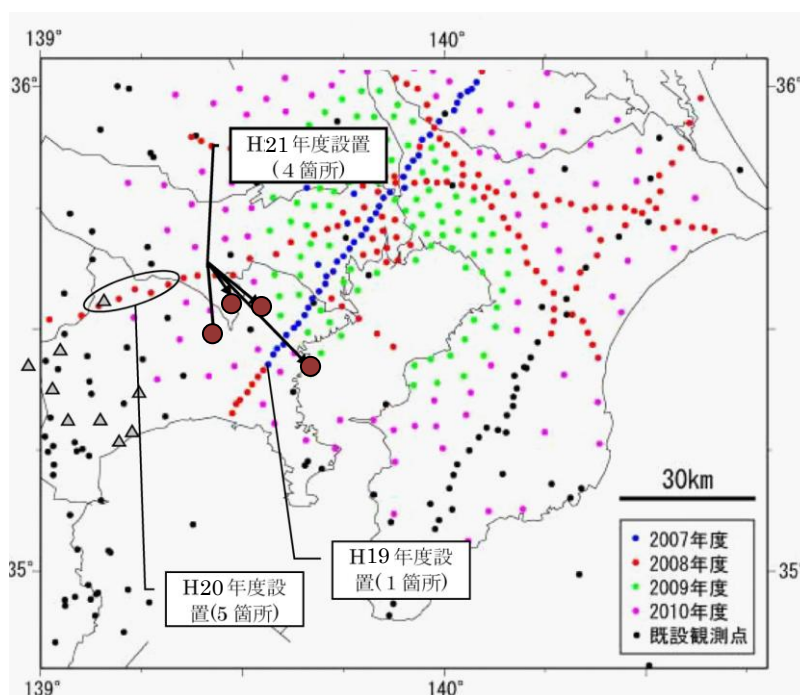 139°
140°
36°
36°
H21年度設置
(4箇所)
30km
2007年度
2008年度
2009年度
2010年度
既設観測点
H19年度設
置(1箇所)
H20年度設
置(5箇所)
35°
35°
139°
140°